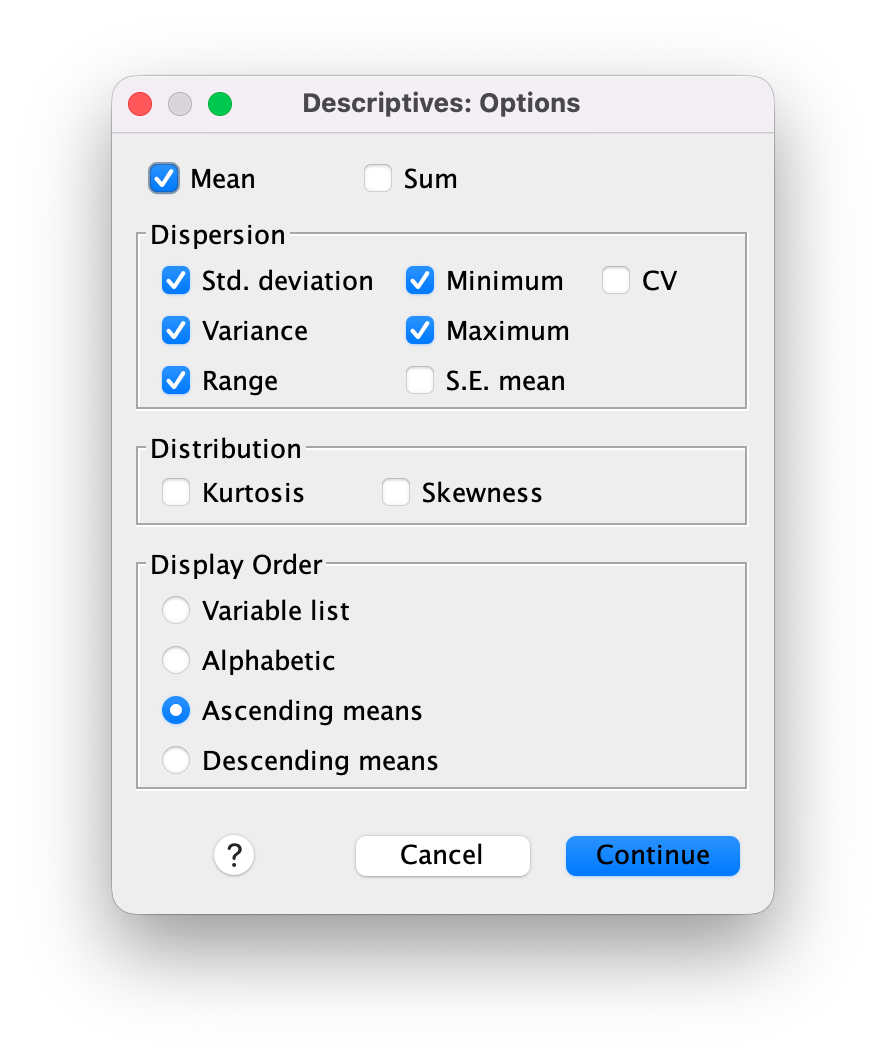 Descriptives: Options
Mean Sum
Dispersion
Std. deviation Minimum CV
Variance Maximum
Range S.E. mean
Distribution
Kurtosis Skewness
Display Order
Variable list
Alphabetic
Ascending means
Descending means
? Cancel Continue